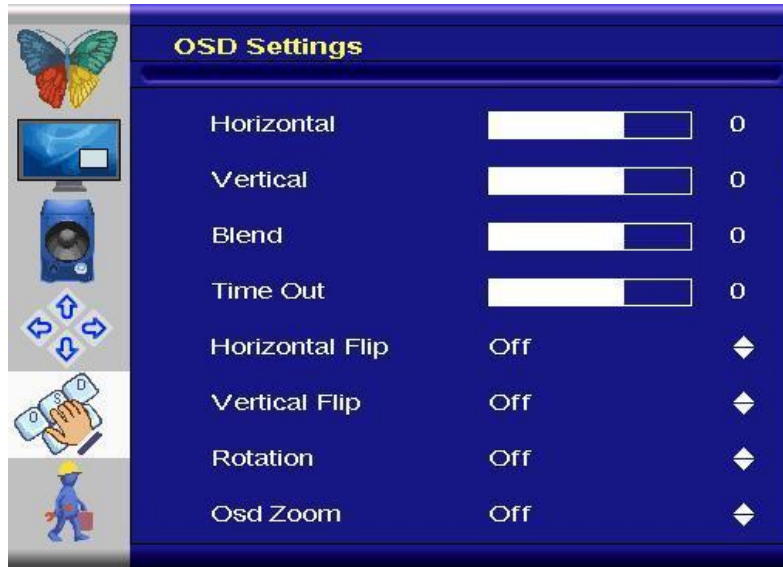 OSD Settings
Horizontal 0
Vertical 0
Blend 0
Time Out 0
Horizontal Flip Off
Vertical Flip Off
Rotation Off
Osd Zoom Off
O S D